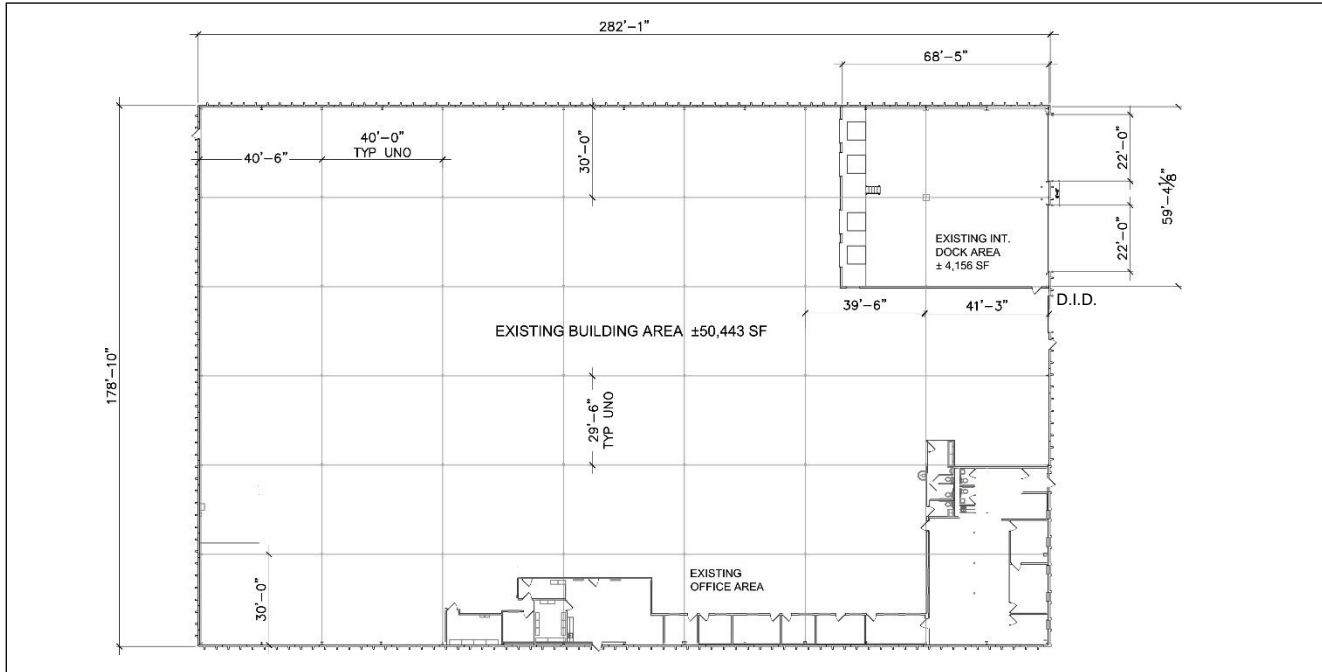 282'-1"
68'-5"
40'-0"
TYP UNO
40'-6"
30'-0"
22'-0"
59'-4⅛"
22'-0"
EXISTING INT.
DOCK AREA
± 4,156 SF
D.I.D.
39'-6"
41'-3"
EXISTING BUILDING AREA ±50,443 SF
178'-10"
29'-6"
TYP UNO
30'-0"
EXISTING
OFFICE AREA